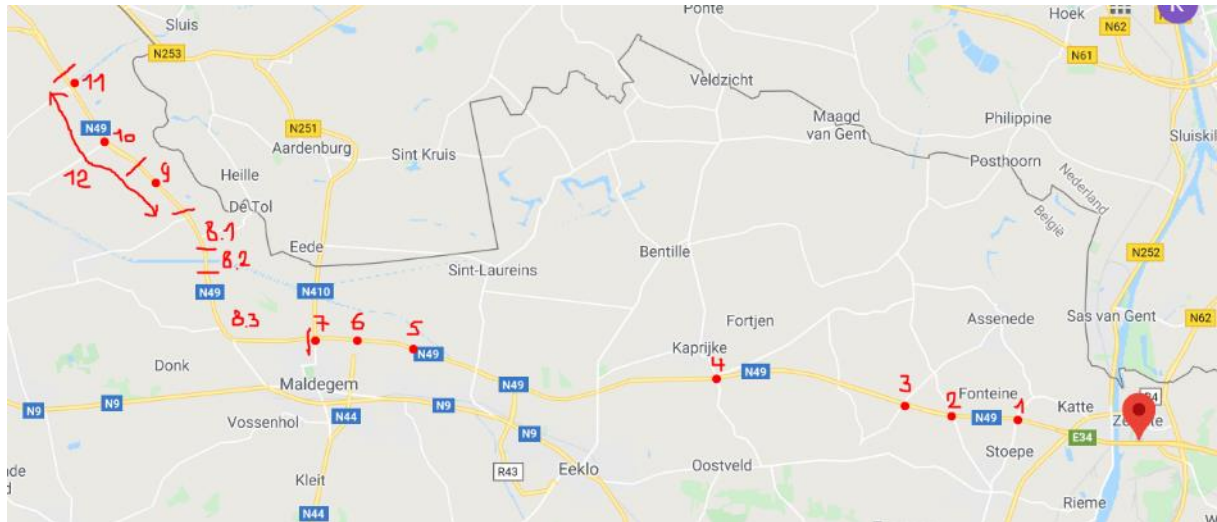 Sluis
Ponte
Hoek
N62
K
N253
N61
11
Veldzicht
N49
10
N251
Aardenburg
Maagd
van Gent
Philippine
Sluiskil
Sint Kruis
Posthoorn
12
9
Heille
De Tol
Nederland
België
8.1
Eede
Bentille
N252
8.2
Sint-Laureins
N49
N410
Sas van Gent
N62
8.3
7
6
5
Fortjen
Assenede
N49
Kaprijke
Donk
4
N49
Maldegem
N49
3
Fonteine
2
N49
1
Katte
N9
N9
N44
N9
E34
Vossenhol
Stoepe
R43
Eeklo
Oostveld
Kleit
Rieme
N44